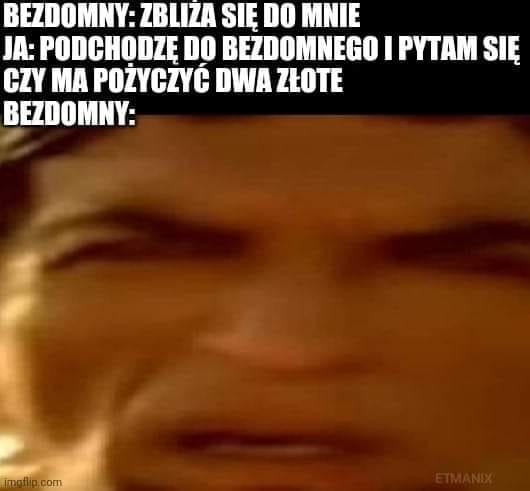 BEZDOMNY: ZBLIŻA SIĘ DO MNIE
JA: PODCHODZĘ DO BEZDOMNEGO I PYTAM SIĘ
CZY MA POŻYCZYĆ DWA ZŁOTE
BEZDOMNY:
ETMANIX
imgflip.com